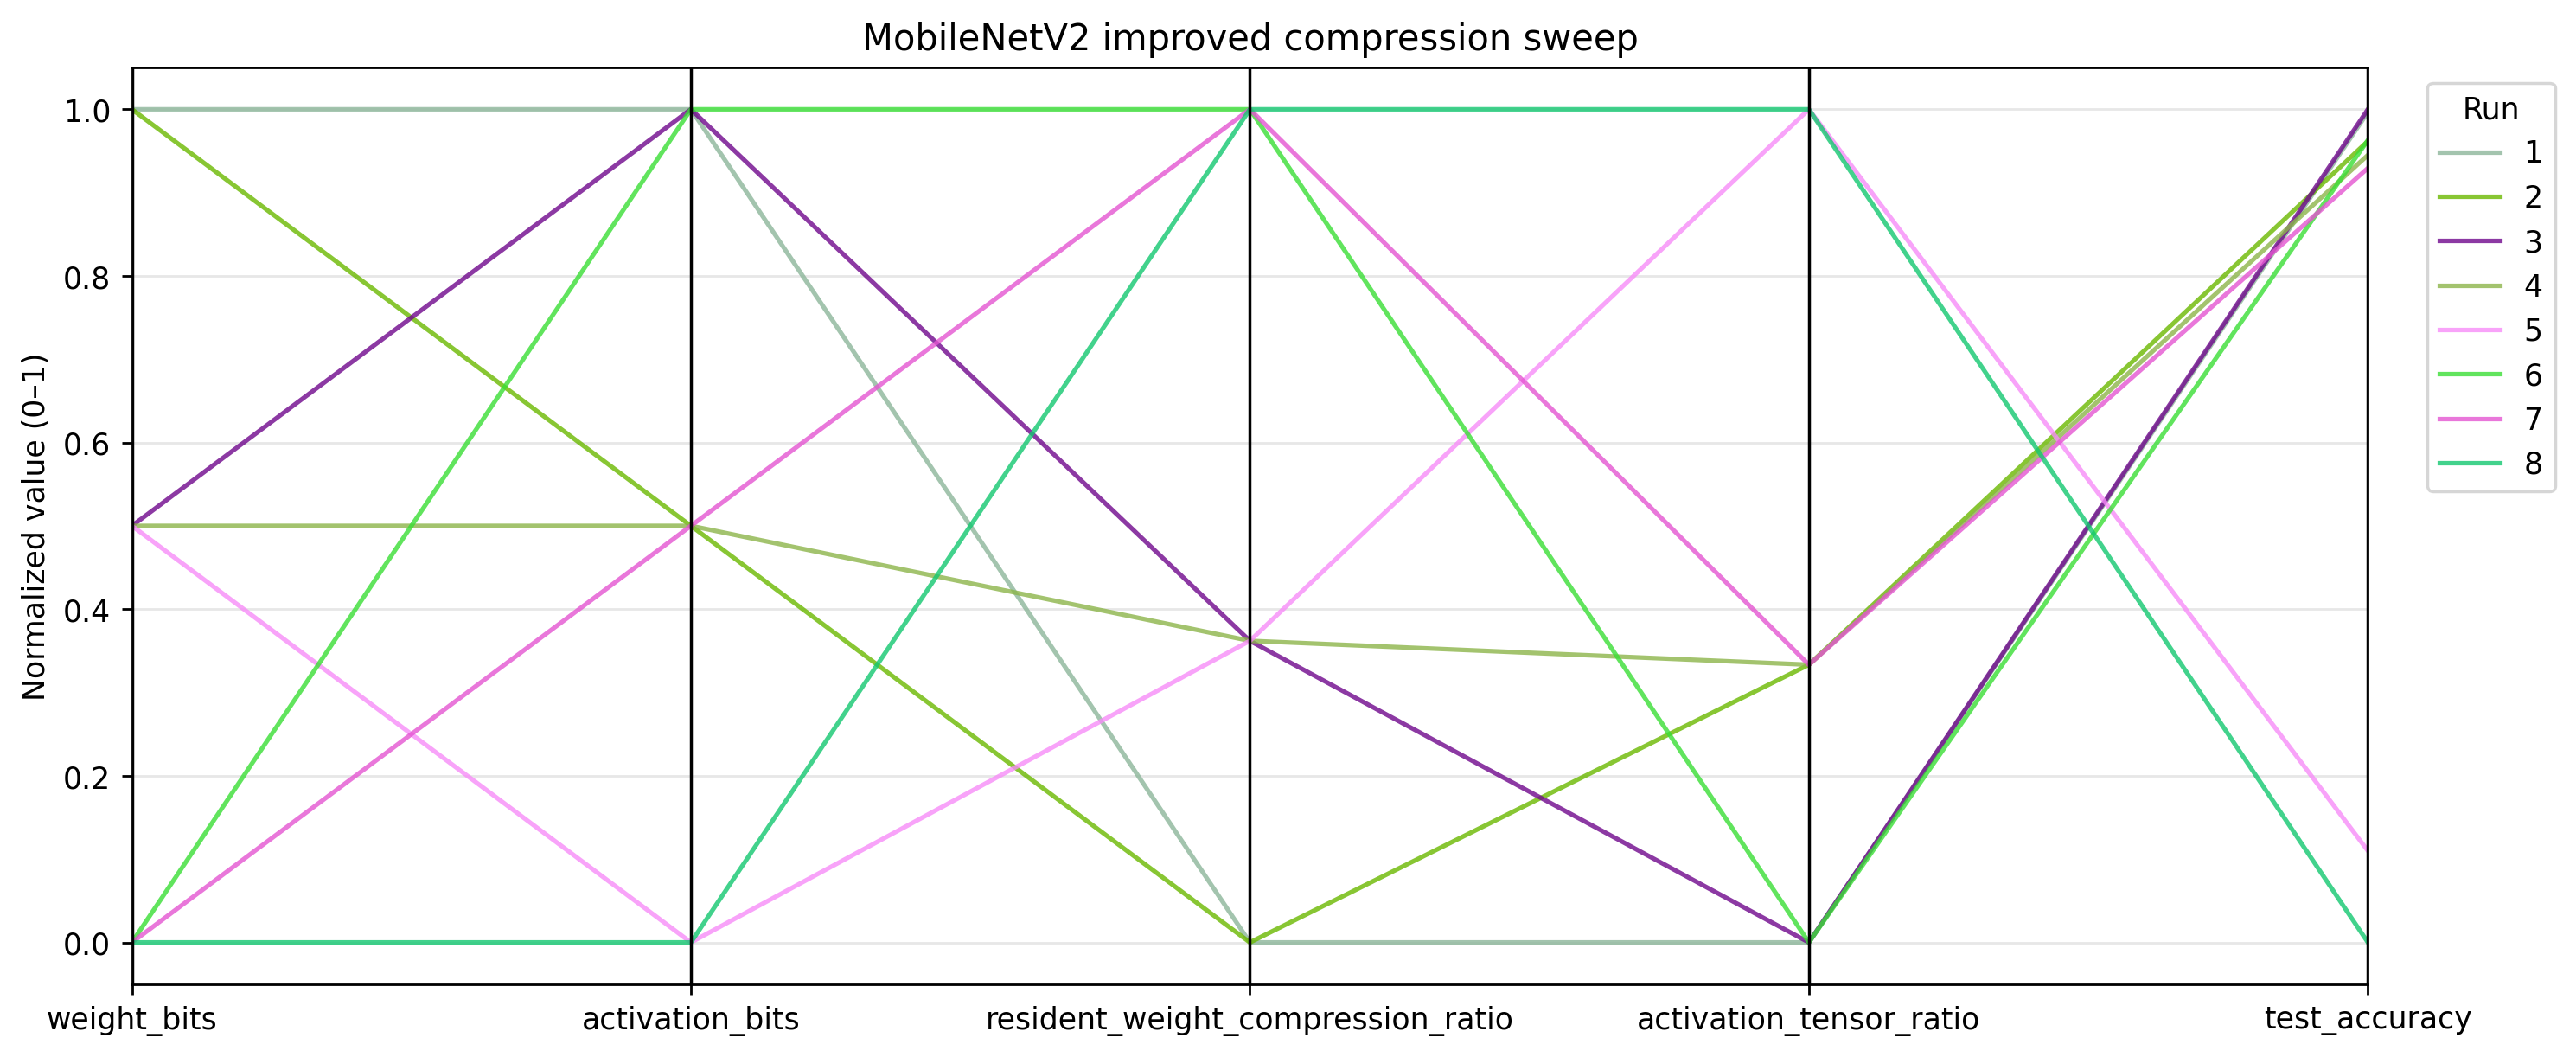 MobileNetV2 improved compression sweep
Normalized value (0–1)
1.0
0.8
0.6
0.4
0.2
0.0
weight_bits
activation_bits
resident_weight_compression_ratio
activation_tensor_ratio
test_accuracy
Run
1
2
3
4
5
6
7
8